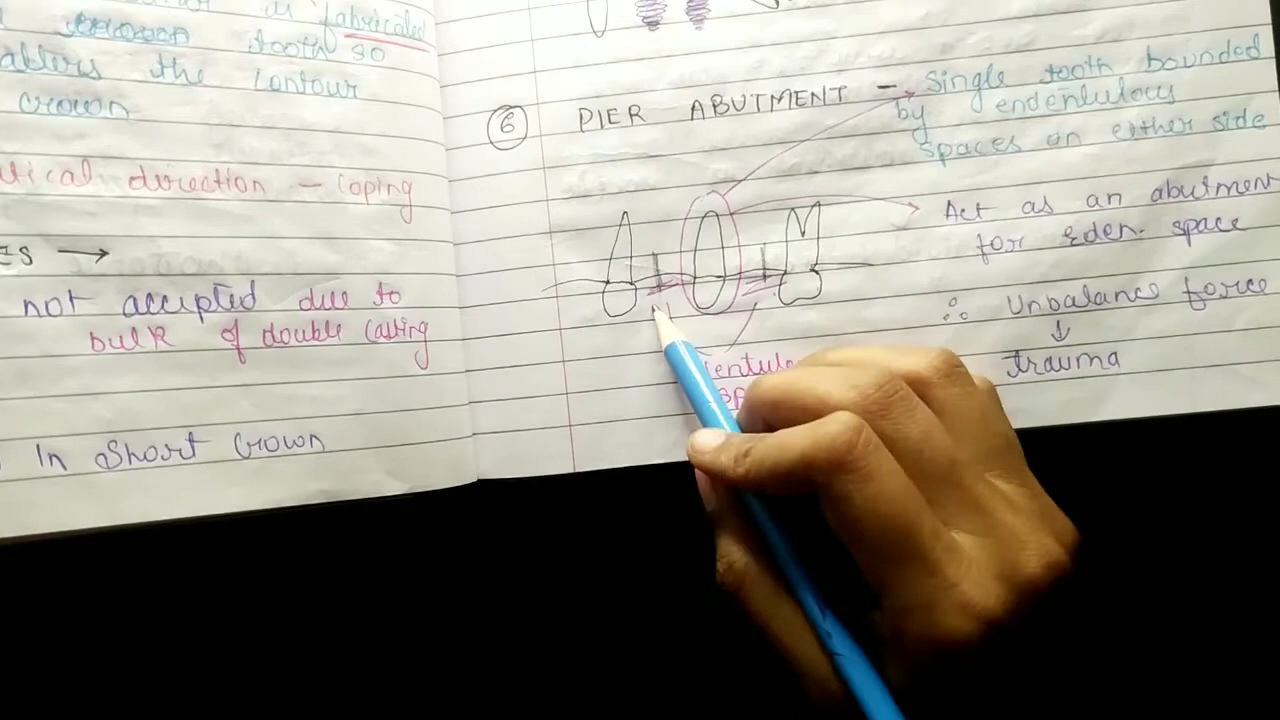 is fabricated
tooth so
the contour
crown
direction - coping
not accepted due to
bulk of double casting
In Short Crown
6 PIER ABUTMENT - Single tooth bounded
by endentulous
spaces on either side
Act as an abutment
for Eden. space
∴ Unbalance force
↓
trauma